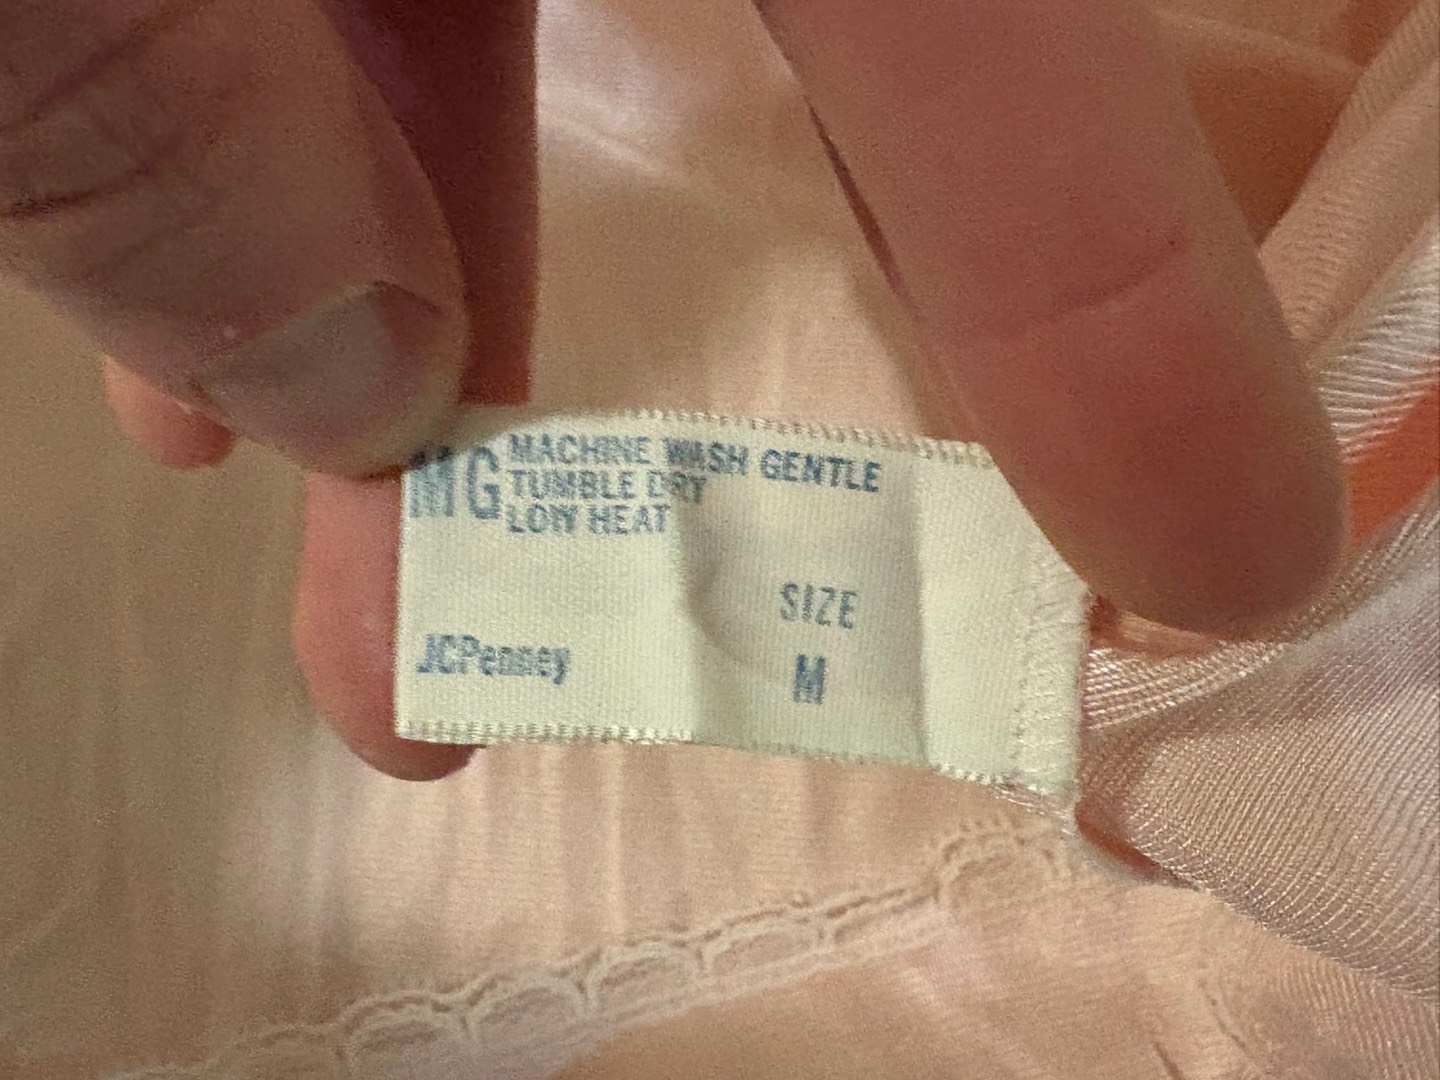 MG
MACHINE WASH GENTLE
TUMBLE DRY
LOW HEAT
SIZE
JCPenney
M